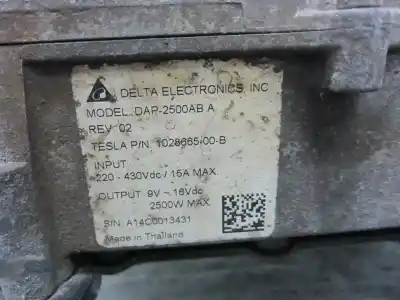 DELTA ELECTRONICS, INC
MODEL: DAP-2500AB A
REV: 02
TESLA P/N: 1028665-00-B
INPUT
220 - 430Vdc / 15A MAX.
OUTPUT 9V ~ 16Vdc
2500W MAX.
S/N: A14C0013431
Made in Thailand